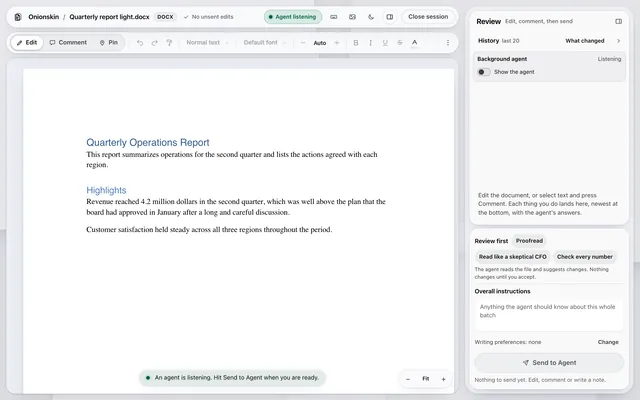 Onionskin / Quarterly report light.docx DOCX ✓ No unsent edits Agent listening Close session
Edit Comment Pin Normal text Default font − Auto + B I U S A
Quarterly Operations Report
This report summarizes operations for the second quarter and lists the actions agreed with each
region.
Highlights
Revenue reached 4.2 million dollars in the second quarter, which was well above the plan that the
board had approved in January after a long and careful discussion.
Customer satisfaction held steady across all three regions throughout the period.
An agent is listening. Hit Send to Agent when you are ready.
− Fit +
Review Edit, comment, then send
History last 20 What changed
Background agent Listening
Show the agent
Edit the document, or select text and press
Comment. Each thing you do lands here, newest at
the bottom, with the agent's answers.
Review first Proofread
Read like a skeptical CFO Check every number
The agent reads the file and suggests changes. Nothing
changes until you accept.
Overall instructions
Anything the agent should know about this whole
batch
Writing preferences: none Change
Send to Agent
Nothing to send yet. Edit, comment or write a note.